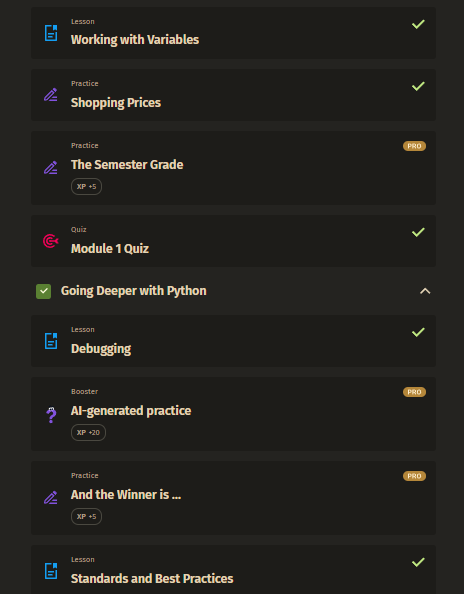 Lesson
Working with Variables
Practice
Shopping Prices
Practice
PRO
The Semester Grade
XP +5
Quiz
Module 1 Quiz
Going Deeper with Python
Lesson
Debugging
Booster
PRO
AI-generated practice
XP +20
Practice
PRO
And the Winner is ...
XP +5
Lesson
Standards and Best Practices